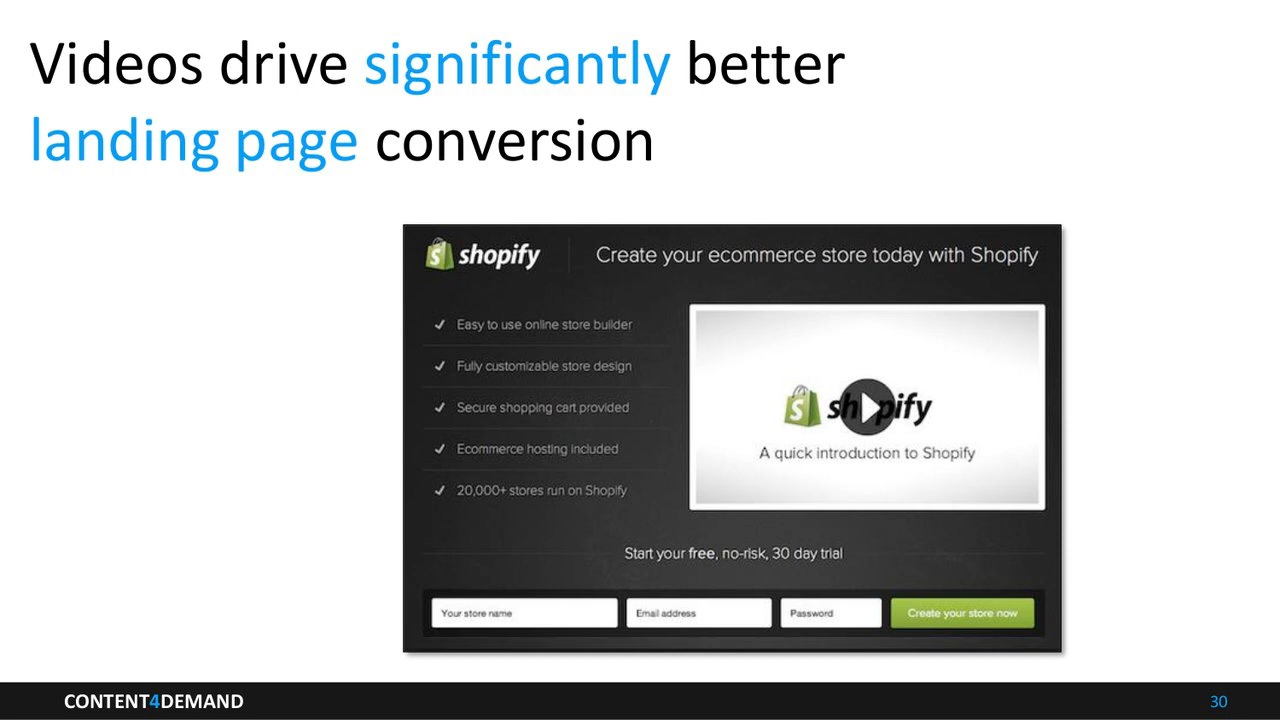 Videos drive significantly better
landing page conversion
shopify
Create your ecommerce store today with Shopify
Easy to use online store builder
Fully customizable store design
Secure shopping cart provided
Ecommerce hosting included
20,000+ stores run on Shopify
shopify
A quick introduction to Shopify
Start your free, no-risk, 30 day trial
Your store name
Email address
Password
Create your store now
CONTENT4DEMAND
30